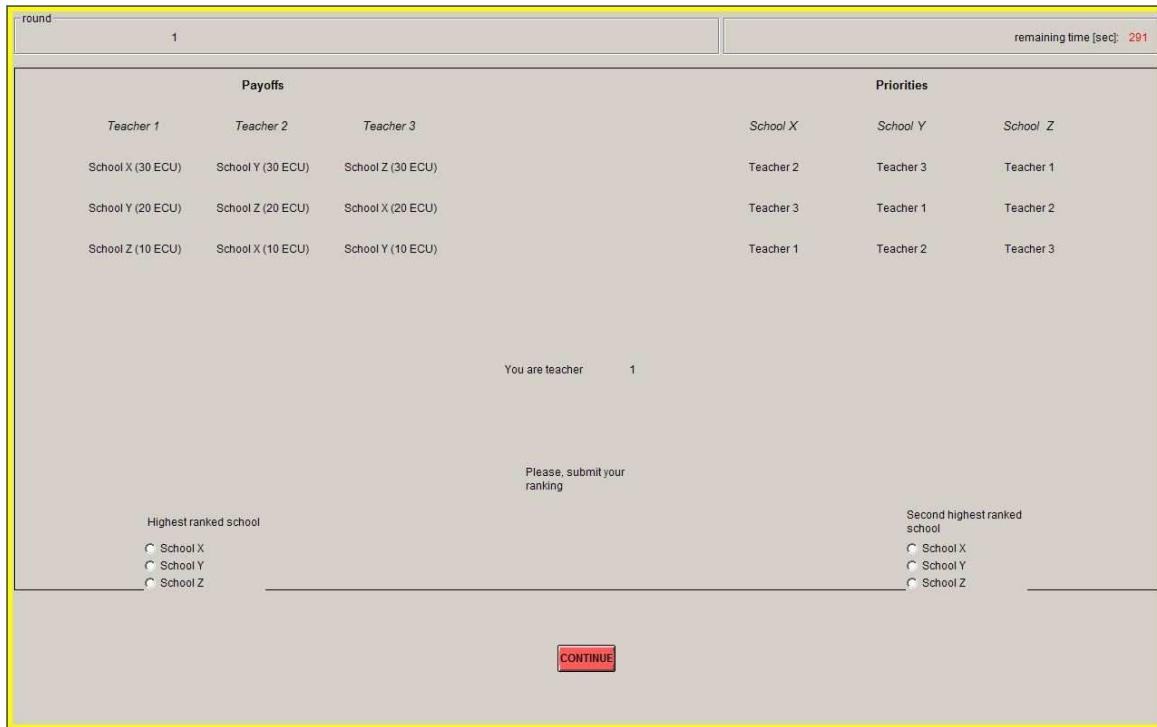 round
1
remaining time [sec]: 291
Payoffs
Priorities
Teacher 1 Teacher 2 Teacher 3 School X School Y School Z
School X (30 ECU) School Y (30 ECU) School Z (30 ECU) Teacher 2 Teacher 3 Teacher 1
School Y (20 ECU) School Z (20 ECU) School X (20 ECU) Teacher 3 Teacher 1 Teacher 2
School Z (10 ECU) School X (10 ECU) School Y (10 ECU) Teacher 1 Teacher 2 Teacher 3
You are teacher 1
Please, submit your
ranking
Highest ranked school
School X
School Y
School Z
Second highest ranked
school
School X
School Y
School Z
CONTINUE